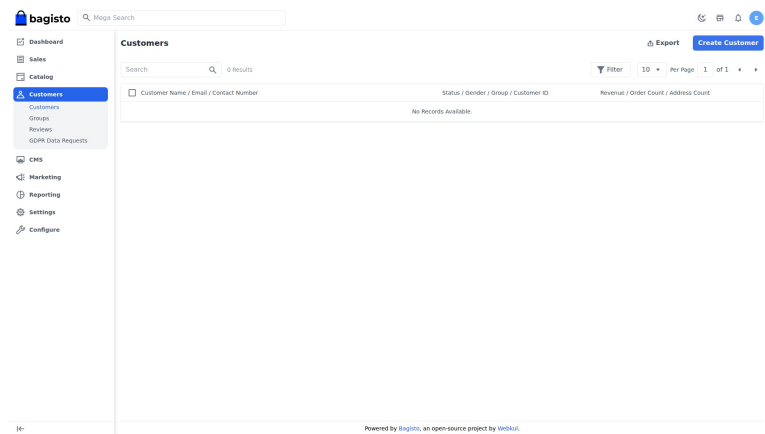 bagisto
Mega Search
E
Dashboard
Sales
Catalog
Customers
Customers
Groups
Reviews
GDPR Data Requests
CMS
Marketing
Reporting
Settings
Configure
Customers
Export
Create Customer
Search
0 Results
Filter
10
Per Page
1
of 1
Customer Name / Email / Contact Number
Status / Gender / Group / Customer ID
Revenue / Order Count / Address Count
No Records Available.
Powered by Bagisto, an open-source project by Webkul.